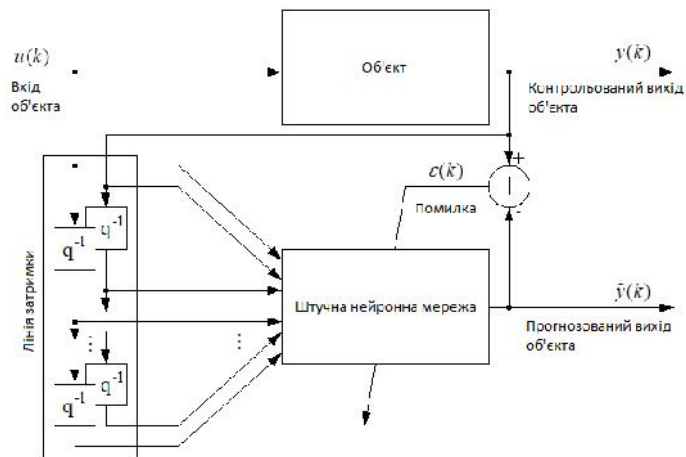 u(k)
Вхід
об'єкта
Об'єкт
y(k)
Контрольований вихід
об'єкта
+
-
ε(k)
Помилка
Лінія затримки
q⁻¹
q⁻¹
Штучна нейронна мережа
ỹ(k)
Прогнозований вихід
об'єкта
⋮
⋮
⋮
q⁻¹
q⁻¹